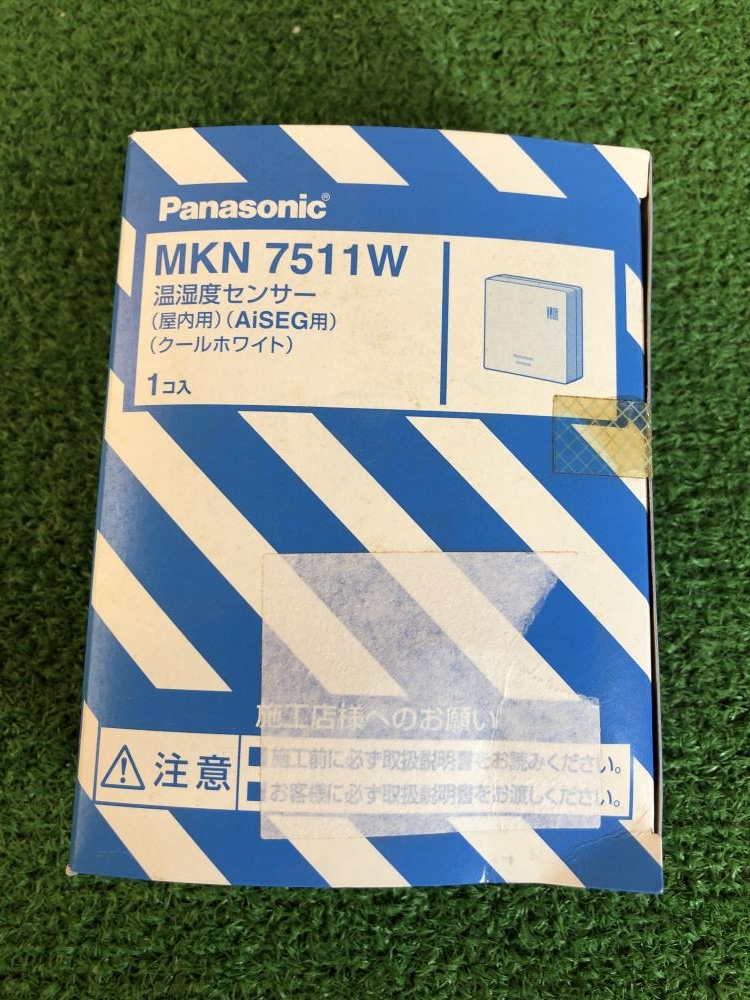 Panasonic®
MKN 7511W
温湿度センサー
(屋内用)(AiSEG用)
(クールホワイト)
1コ入
施工店様へのお願い
注意
■施工前に必ず取扱説明書をお読みください。
■お客様に必ず取扱説明書をお渡しください。